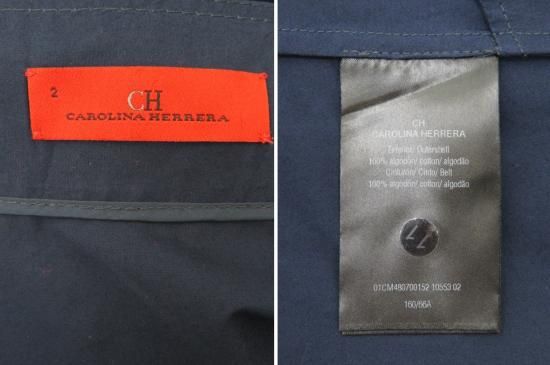 2
CH
CAROLINA HERRERA
CH
CAROLINA HERRERA
Exterior/ Outershell
100% algodón/ cotton/ algodão
Cinturón/ Cinto/ Belt
100% algodón/ cotton/ algodão
01CM480700152 10553 02
160/66A